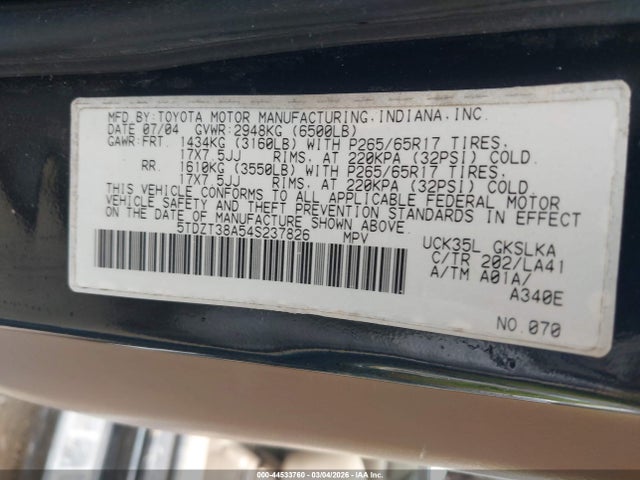 MFD.BY:TOYOTA MOTOR MANUFACTURING,INDIANA,INC.
DATE 07/04 GVWR:2948KG (6500LB)
GAWR:FRT. 1434KG (3160LB) WITH P265/65R17 TIRES,
17X7.5JJ RIMS, AT 220KPA (32PSI) COLD.
RR. 1610KG (3550LB) WITH P265/65R17 TIRES,
17X7.5JJ RIMS, AT 220KPA (32PSI) COLD.
THIS VEHICLE CONFORMS TO ALL APPLICABLE FEDERAL MOTOR
VEHICLE SAFETY AND THEFT PREVENTION STANDARDS IN EFFECT
ON THE DATE OF MANUFACTURE SHOWN ABOVE.
5TDZT38A54S237826 MPV
UCK35L GKSLKA
C/TR 202/LA41
A/TM A01A/
A340E
NO.070
000-44533760 - 03/04/2026 - IAAI.COM